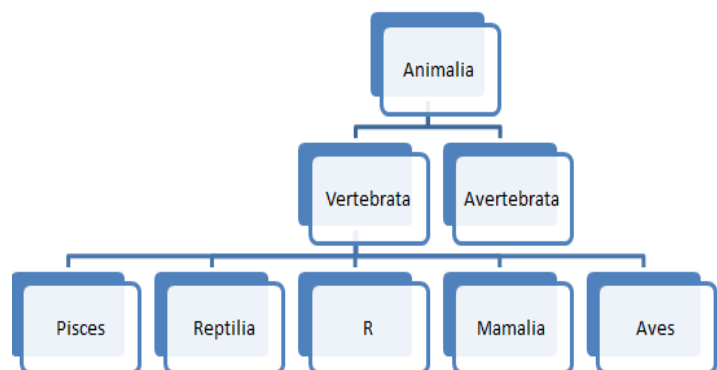 Animalia
Vertebrata
Avertebrata
Pisces
Reptilia
R
Mamalia
Aves